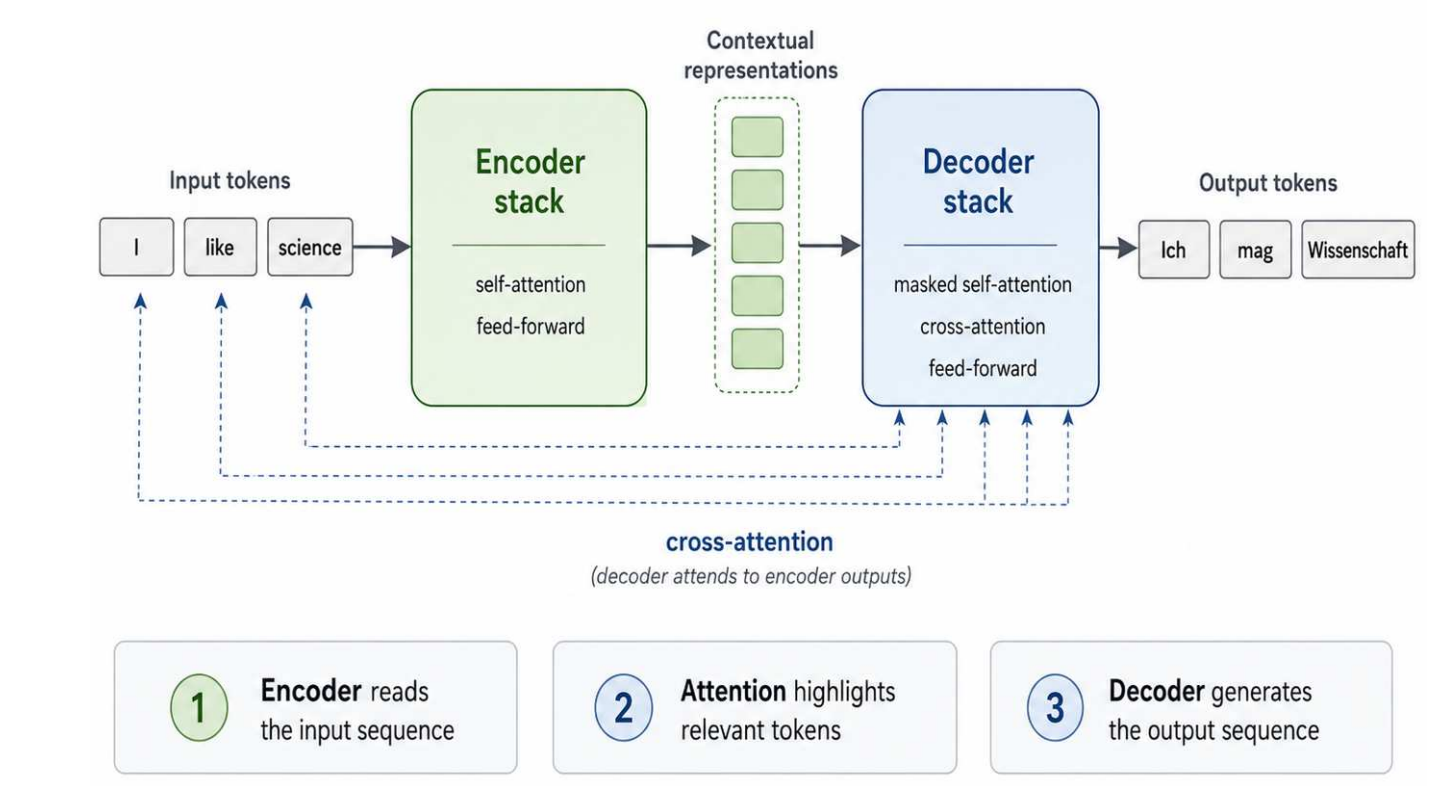 Contextual
representations
Input tokens
I
like
science
Encoder
stack
self-attention
feed-forward
Decoder
stack
masked self-attention
cross-attention
feed-forward
Output tokens
Ich
mag
Wissenschaft
cross-attention
(decoder attends to encoder outputs)
1
Encoder reads
the input sequence
2
Attention highlights
relevant tokens
3
Decoder generates
the output sequence